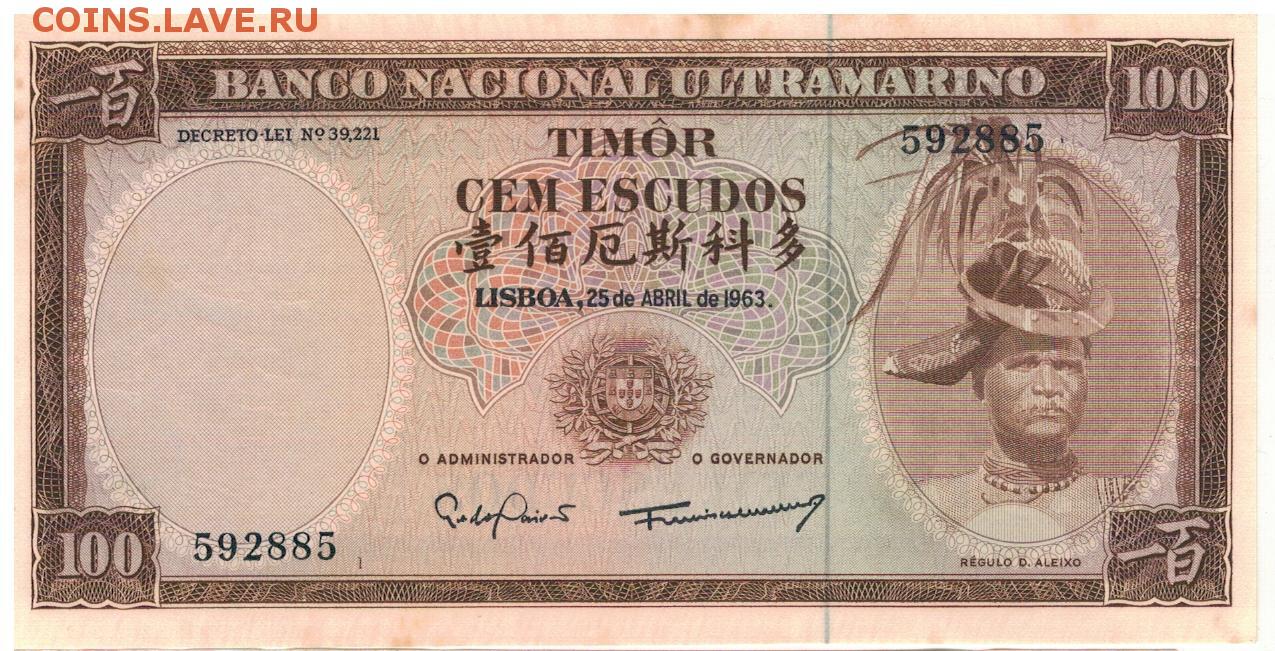 COINS.LAVE.RU
一百
BANCO NACIONAL ULTRAMARINO
100
DECRETO-LEI Nº 39,221
TIMÔR
592885
CEM ESCUDOS
壹佰厄斯科多
LISBOA, 25 de ABRIL de 1963.
O ADMINISTRADOR
O GOVERNADOR
592885
1
100
RÉGULO D. ALEIXO
一百